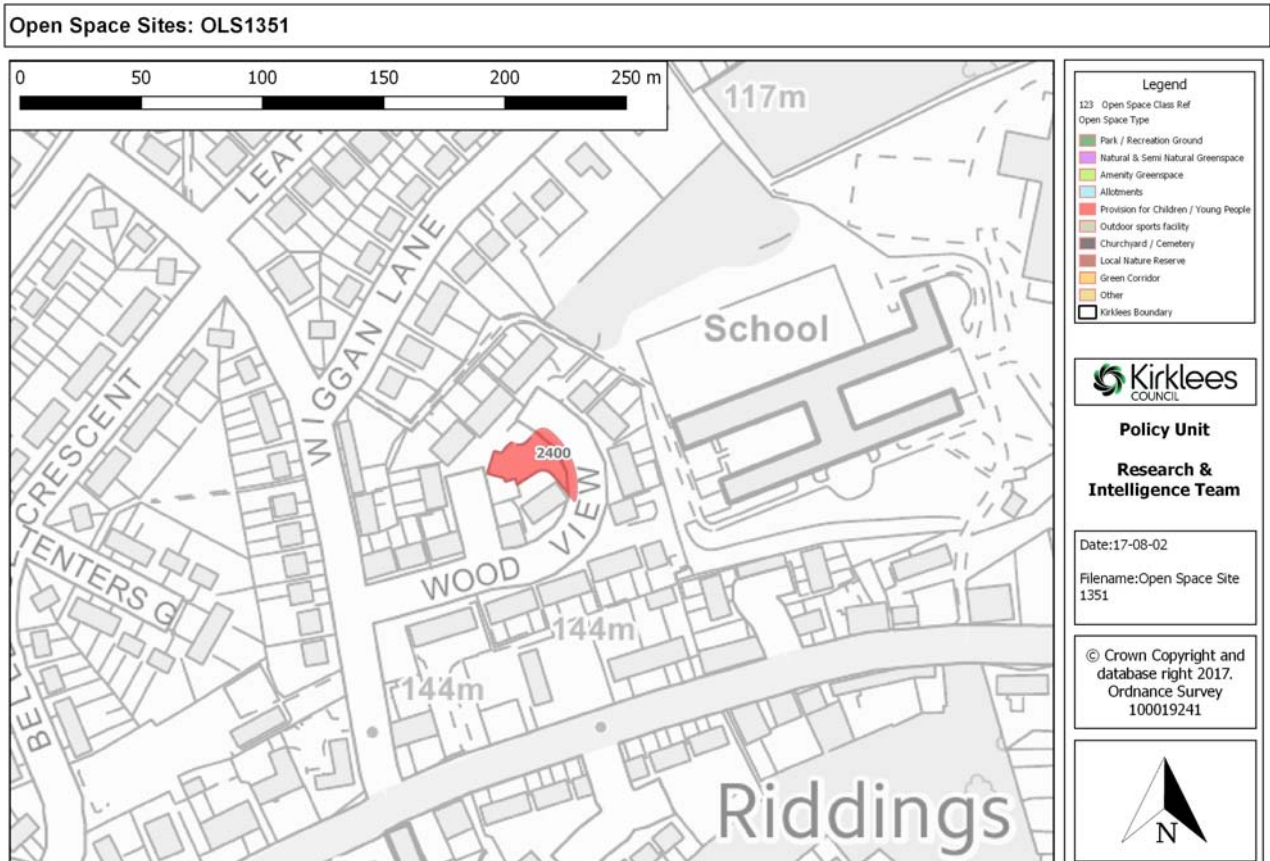 Open Space Sites: OLS1351
0 50 100 150 200 250 m
117m
LEAF
WIGGAN LANE
School
CRESCENT
2400
TENTERS G
WOOD VIEW
144m
144m
Riddings
Legend
123 Open Space Class Ref
Open Space Type
Park / Recreation Ground
Natural & Semi Natural Greenspace
Amenity Greenspace
Allotments
Provision for Children / Young People
Outdoor sports facility
Churchyard / Cemetery
Local Nature Reserve
Green Corridor
Other
Kirklees Boundary
Kirklees
COUNCIL
Policy Unit
Research &
Intelligence Team
Date:17-08-02
Filename:Open Space Site
1351
© Crown Copyright and
database right 2017.
Ordnance Survey
100019241
N